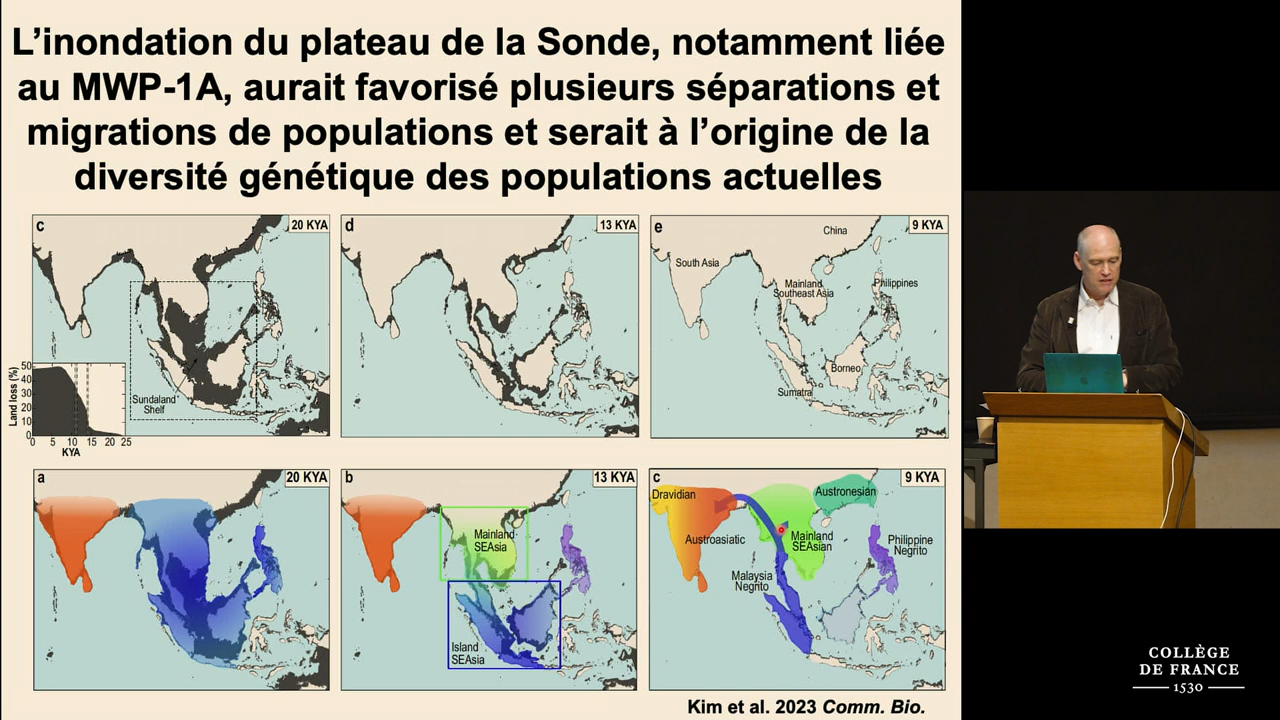 L’inondation du plateau de la Sonde, notamment liée
au MWP-1A, aurait favorisé plusieurs séparations et
migrations de populations et serait à l’origine de la
diversité génétique des populations actuelles
c
20 KYA
Sundaland
Shelf
Land loss (%)
50
40
30
20
10
0
0 5 10 15 20 25
KYA
d
13 KYA
e
9 KYA
China
South Asia
Mainland
Southeast Asia
Philippines
Borneo
Sumatra
a
20 KYA
b
13 KYA
Mainland
SEAsia
Island
SEAsia
c
9 KYA
Dravidian
Austronesian
Austroasiatic
Mainland
SEAsian
Philippine
Negrito
Malaysia
Negrito
Kim et al. 2023 Comm. Bio.
COLLÈGE
DE FRANCE
1530